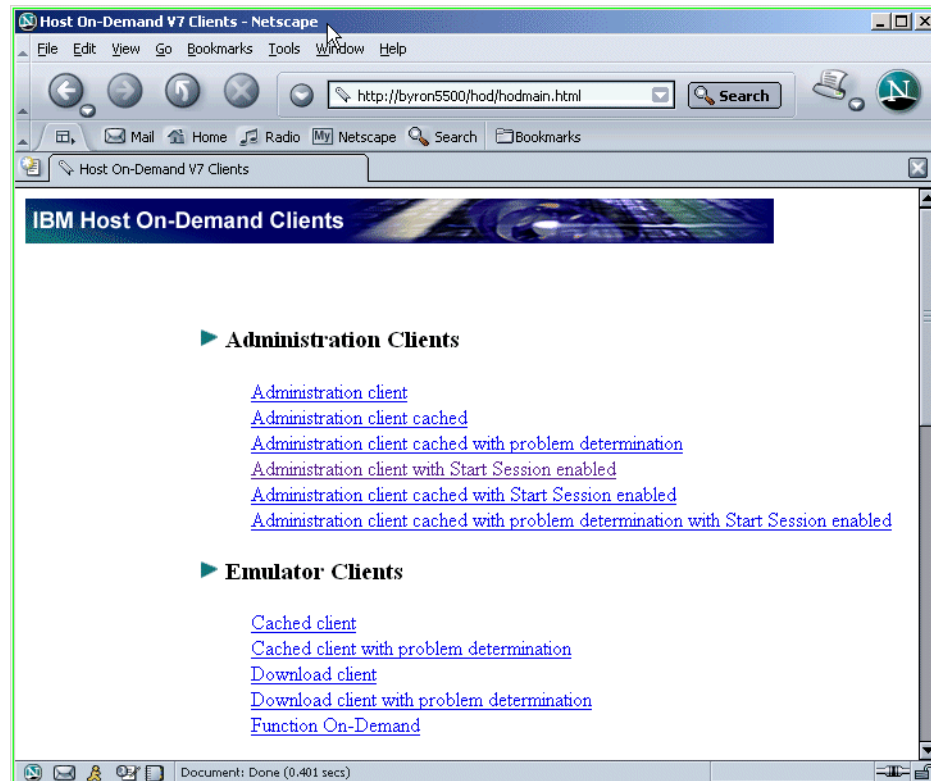 Host On-Demand V7 Clients - Netscape
File Edit View Go Bookmarks Tools Window Help
http://byron5500/hod/hodmain.html Search N
Mail Home Radio My Netscape Search Bookmarks
Host On-Demand V7 Clients
IBM Host On-Demand Clients
Administration Clients
Administration client
Administration client cached
Administration client cached with problem determination
Administration client with Start Session enabled
Administration client cached with Start Session enabled
Administration client cached with problem determination with Start Session enabled
Emulator Clients
Cached client
Cached client with problem determination
Download client
Download client with problem determination
Function On-Demand
Document: Done (0.401 secs)